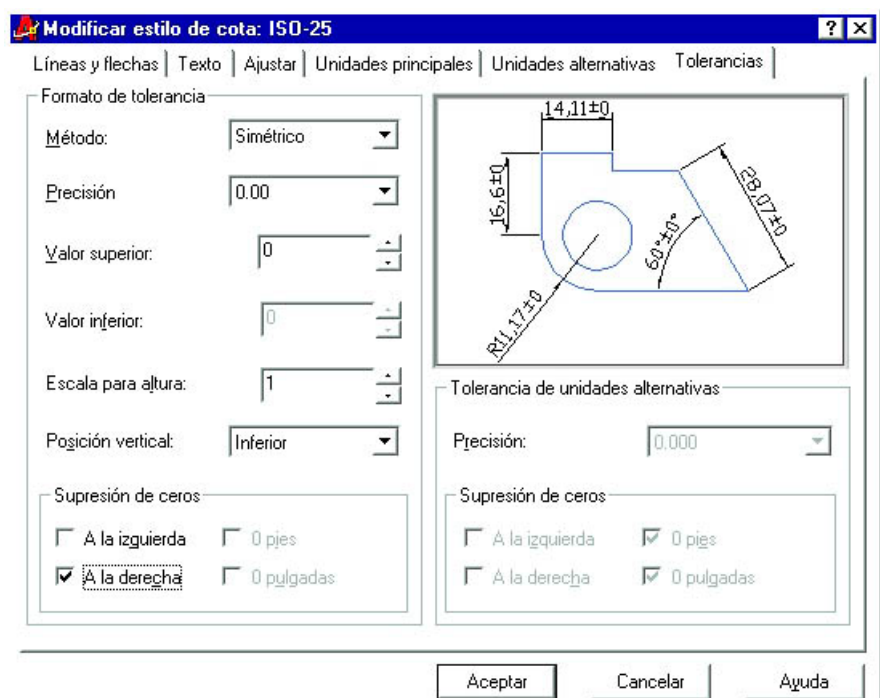 Modificar estilo de cota: ISO-25
Líneas y flechas Texto Ajustar Unidades principales Unidades alternativas Tolerancias
Formato de tolerancia
Método: Simétrico
Precisión 0.00
Valor superior: 0
Valor inferior: 0
Escala para altura: 1
Posición vertical: Inferior
Supresión de ceros
A la izquierda 0 pies
A la derecha 0 pulgadas
14,11±0
16,6±0
28,07±0
60°±0°
R11,17±0
Tolerancia de unidades alternativas
Precisión: 0.000
Supresión de ceros
A la izquierda 0 pies
A la derecha 0 pulgadas
Aceptar Cancelar Ayuda